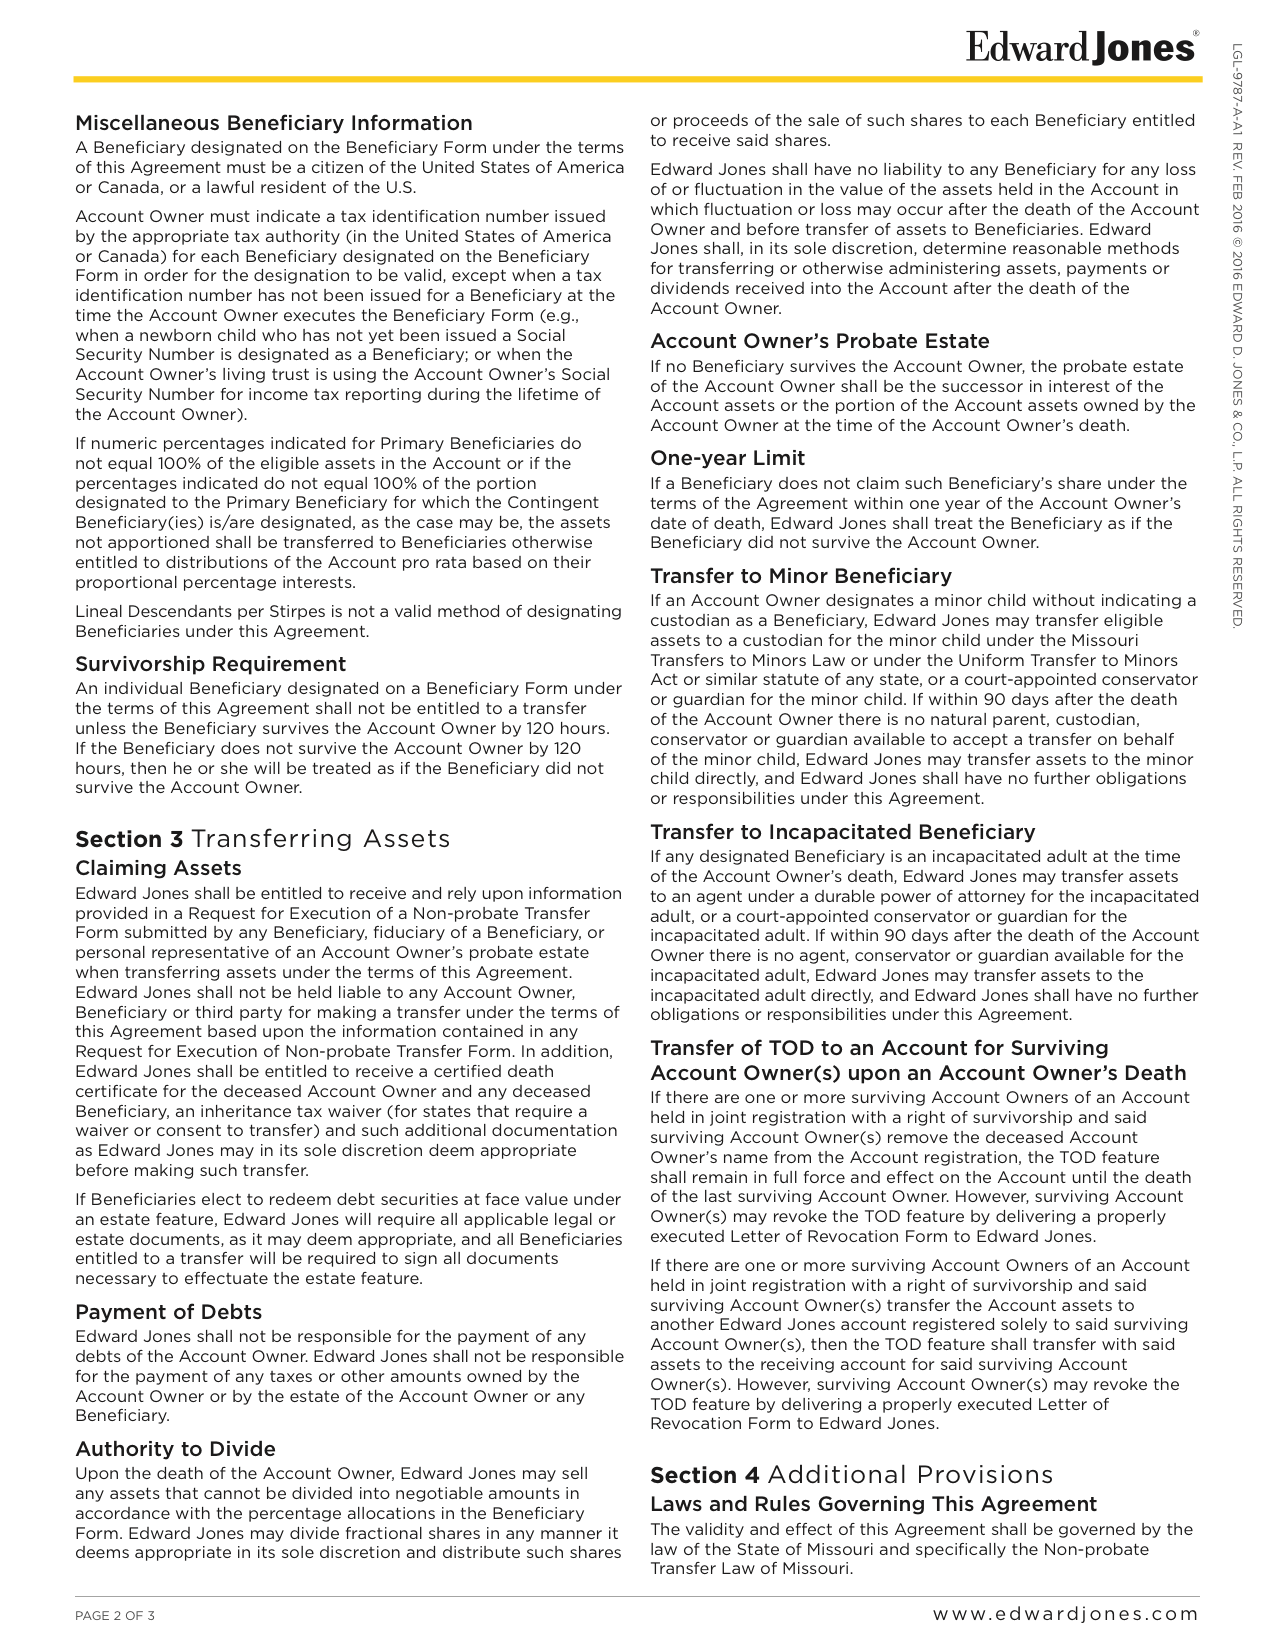 Edward Jones®
Miscellaneous Beneficiary Information
A Beneficiary designated on the Beneficiary Form under the terms
of this Agreement must be a citizen of the United States of America
or Canada, or a lawful resident of the U.S.
Account Owner must indicate a tax identification number issued
by the appropriate tax authority (in the United States of America
or Canada) for each Beneficiary designated on the Beneficiary
Form in order for the designation to be valid, except when a tax
identification number has not been issued for a Beneficiary at the
time the Account Owner executes the Beneficiary Form (e.g.,
when a newborn child who has not yet been issued a Social
Security Number is designated as a Beneficiary; or when the
Account Owner’s living trust is using the Account Owner’s Social
Security Number for income tax reporting during the lifetime of
the Account Owner).
If numeric percentages indicated for Primary Beneficiaries do
not equal 100% of the eligible assets in the Account or if the
percentages indicated do not equal 100% of the portion
designated to the Primary Beneficiary for which the Contingent
Beneficiary(ies) is/are designated, as the case may be, the assets
not apportioned shall be transferred to Beneficiaries otherwise
entitled to distributions of the Account pro rata based on their
proportional percentage interests.
Lineal Descendants per Stirpes is not a valid method of designating
Beneficiaries under this Agreement.
Survivorship Requirement
An individual Beneficiary designated on a Beneficiary Form under
the terms of this Agreement shall not be entitled to a transfer
unless the Beneficiary survives the Account Owner by 120 hours.
If the Beneficiary does not survive the Account Owner by 120
hours, then he or she will be treated as if the Beneficiary did not
survive the Account Owner.
Section 3 Transferring Assets
Claiming Assets
Edward Jones shall be entitled to receive and rely upon information
provided in a Request for Execution of a Non-probate Transfer
Form submitted by any Beneficiary, fiduciary of a Beneficiary, or
personal representative of an Account Owner’s probate estate
when transferring assets under the terms of this Agreement.
Edward Jones shall not be held liable to any Account Owner,
Beneficiary or third party for making a transfer under the terms of
this Agreement based upon the information contained in any
Request for Execution of Non-probate Transfer Form. In addition,
Edward Jones shall be entitled to receive a certified death
certificate for the deceased Account Owner and any deceased
Beneficiary, an inheritance tax waiver (for states that require a
waiver or consent to transfer) and such additional documentation
as Edward Jones may in its sole discretion deem appropriate
before making such transfer.
If Beneficiaries elect to redeem debt securities at face value under
an estate feature, Edward Jones will require all applicable legal or
estate documents, as it may deem appropriate, and all Beneficiaries
entitled to a transfer will be required to sign all documents
necessary to effectuate the estate feature.
Payment of Debts
Edward Jones shall not be responsible for the payment of any
debts of the Account Owner. Edward Jones shall not be responsible
for the payment of any taxes or other amounts owned by the
Account Owner or by the estate of the Account Owner or any
Beneficiary.
Authority to Divide
Upon the death of the Account Owner, Edward Jones may sell
any assets that cannot be divided into negotiable amounts in
accordance with the percentage allocations in the Beneficiary
Form. Edward Jones may divide fractional shares in any manner it
deems appropriate in its sole discretion and distribute such shares
or proceeds of the sale of such shares to each Beneficiary entitled
to receive said shares.
Edward Jones shall have no liability to any Beneficiary for any loss
of or fluctuation in the value of the assets held in the Account in
which fluctuation or loss may occur after the death of the Account
Owner and before transfer of assets to Beneficiaries. Edward
Jones shall, in its sole discretion, determine reasonable methods
for transferring or otherwise administering assets, payments or
dividends received into the Account after the death of the
Account Owner.
Account Owner’s Probate Estate
If no Beneficiary survives the Account Owner, the probate estate
of the Account Owner shall be the successor in interest of the
Account assets or the portion of the Account assets owned by the
Account Owner at the time of the Account Owner’s death.
One-year Limit
If a Beneficiary does not claim such Beneficiary’s share under the
terms of the Agreement within one year of the Account Owner’s
date of death, Edward Jones shall treat the Beneficiary as if the
Beneficiary did not survive the Account Owner.
Transfer to Minor Beneficiary
If an Account Owner designates a minor child without indicating a
custodian as a Beneficiary, Edward Jones may transfer eligible
assets to a custodian for the minor child under the Missouri
Transfers to Minors Law or under the Uniform Transfer to Minors
Act or similar statute of any state, or a court-appointed conservator
or guardian for the minor child. If within 90 days after the death
of the Account Owner there is no natural parent, custodian,
conservator or guardian available to accept a transfer on behalf
of the minor child, Edward Jones may transfer assets to the minor
child directly, and Edward Jones shall have no further obligations
or responsibilities under this Agreement.
Transfer to Incapacitated Beneficiary
If any designated Beneficiary is an incapacitated adult at the time
of the Account Owner’s death, Edward Jones may transfer assets
to an agent under a durable power of attorney for the incapacitated
adult, or a court-appointed conservator or guardian for the
incapacitated adult. If within 90 days after the death of the Account
Owner there is no agent, conservator or guardian available for the
incapacitated adult, Edward Jones may transfer assets to the
incapacitated adult directly, and Edward Jones shall have no further
obligations or responsibilities under this Agreement.
Transfer of TOD to an Account for Surviving
Account Owner(s) upon an Account Owner’s Death
If there are one or more surviving Account Owners of an Account
held in joint registration with a right of survivorship and said
surviving Account Owner(s) remove the deceased Account
Owner’s name from the Account registration, the TOD feature
shall remain in full force and effect on the Account until the death
of the last surviving Account Owner. However, surviving Account
Owner(s) may revoke the TOD feature by delivering a properly
executed Letter of Revocation Form to Edward Jones.
If there are one or more surviving Account Owners of an Account
held in joint registration with a right of survivorship and said
surviving Account Owner(s) transfer the Account assets to
another Edward Jones account registered solely to said surviving
Account Owner(s), then the TOD feature shall transfer with said
assets to the receiving account for said surviving Account
Owner(s). However, surviving Account Owner(s) may revoke the
TOD feature by delivering a properly executed Letter of
Revocation Form to Edward Jones.
Section 4 Additional Provisions
Laws and Rules Governing This Agreement
The validity and effect of this Agreement shall be governed by the
law of the State of Missouri and specifically the Non-probate
Transfer Law of Missouri.
LGL-9787-A-A1 REV. FEB 2016 © 2016 EDWARD D. JONES & CO., L.P. ALL RIGHTS RESERVED.
PAGE 2 OF 3
www.edwardjones.com